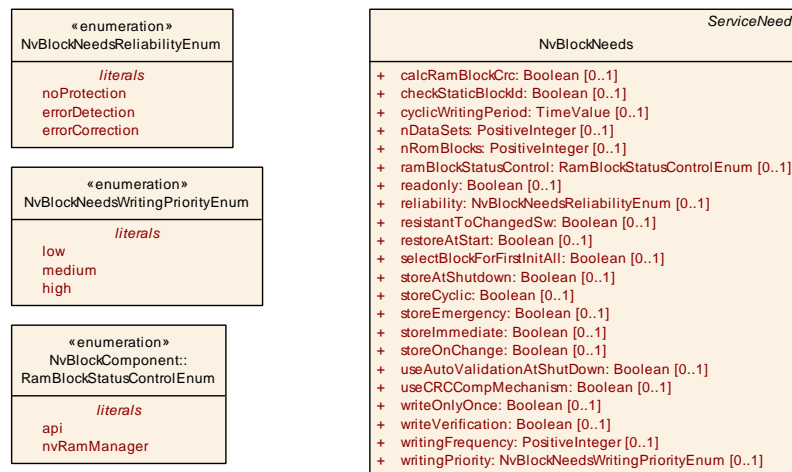 «enumeration»
NvBlockNeedsReliabilityEnum
literals
noProtection
errorDetection
errorCorrection
«enumeration»
NvBlockNeedsWritingPriorityEnum
literals
low
medium
high
«enumeration»
NvBlockComponent::
RamBlockStatusControlEnum
literals
api
nvRamManager
ServiceNeed
NvBlockNeeds
+ calcRamBlockCrc: Boolean [0..1]
+ checkStaticBlockId: Boolean [0..1]
+ cyclicWritingPeriod: TimeValue [0..1]
+ nDataSets: PositiveInteger [0..1]
+ nRomBlocks: PositiveInteger [0..1]
+ ramBlockStatusControl: RamBlockStatusControlEnum [0..1]
+ readonly: Boolean [0..1]
+ reliability: NvBlockNeedsReliabilityEnum [0..1]
+ resistantToChangedSw: Boolean [0..1]
+ restoreAtStart: Boolean [0..1]
+ selectBlockForFirstInitAll: Boolean [0..1]
+ storeAtShutdown: Boolean [0..1]
+ storeCyclic: Boolean [0..1]
+ storeEmergency: Boolean [0..1]
+ storeImmediate: Boolean [0..1]
+ storeOnChange: Boolean [0..1]
+ useAutoValidationAtShutDown: Boolean [0..1]
+ useCRCCompMechanism: Boolean [0..1]
+ writeOnlyOnce: Boolean [0..1]
+ writeVerification: Boolean [0..1]
+ writingFrequency: PositiveInteger [0..1]
+ writingPriority: NvBlockNeedsWritingPriorityEnum [0..1]